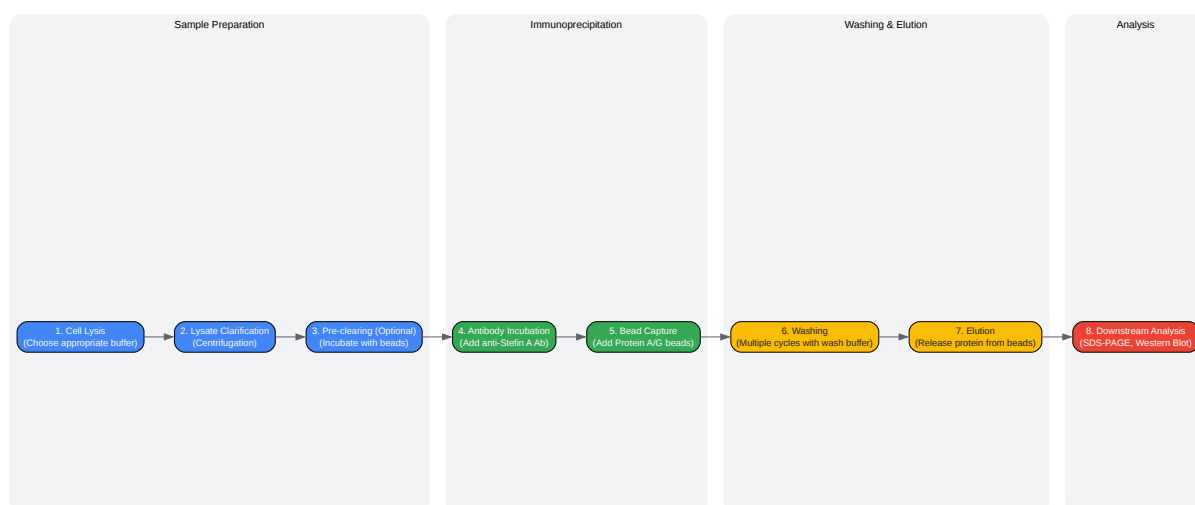 Sample Preparation
Immunoprecipitation
Washing & Elution
Analysis
1. Cell Lysis
(Choose appropriate buffer)
2. Lysate Clarification
(Centrifugation)
3. Pre-clearing (Optional)
(Incubate with beads)
4. Antibody Incubation
(Add anti-Stefin A Ab)
5. Bead Capture
(Add Protein A/G beads)
6. Washing
(Multiple cycles with wash buffer)
7. Elution
(Release protein from beads)
8. Downstream Analysis
(SDS-PAGE, Western Blot)